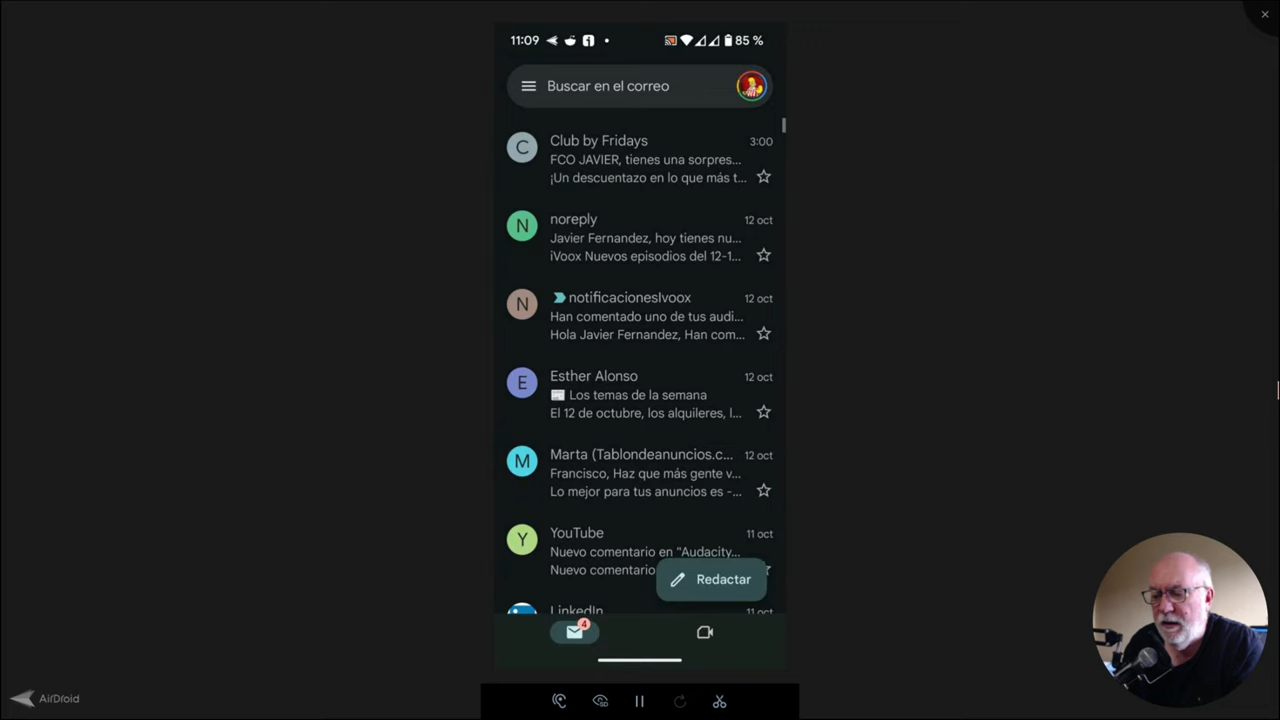 11:09
85 %
Buscar en el correo
C
Club by Fridays
3:00
FCO JAVIER, tienes una sorpres...
¡Un descuentazo en lo que más t...
N
noreply
12 oct
Javier Fernandez, hoy tienes nu...
iVoox Nuevos episodios del 12-1...
N
notificacionesIvoox
12 oct
Han comentado uno de tus audi...
Hola Javier Fernandez, Han com...
E
Esther Alonso
12 oct
Los temas de la semana
El 12 de octubre, los alquileres, l...
M
Marta (Tablondeanuncios.c...
12 oct
Francisco, Haz que más gente v...
Lo mejor para tus anuncios es -...
Y
YouTube
11 oct
Nuevo comentario en "Audacity...
Nuevo comentario
Redactar
LinkedIn
11 oct
4
AirDroid